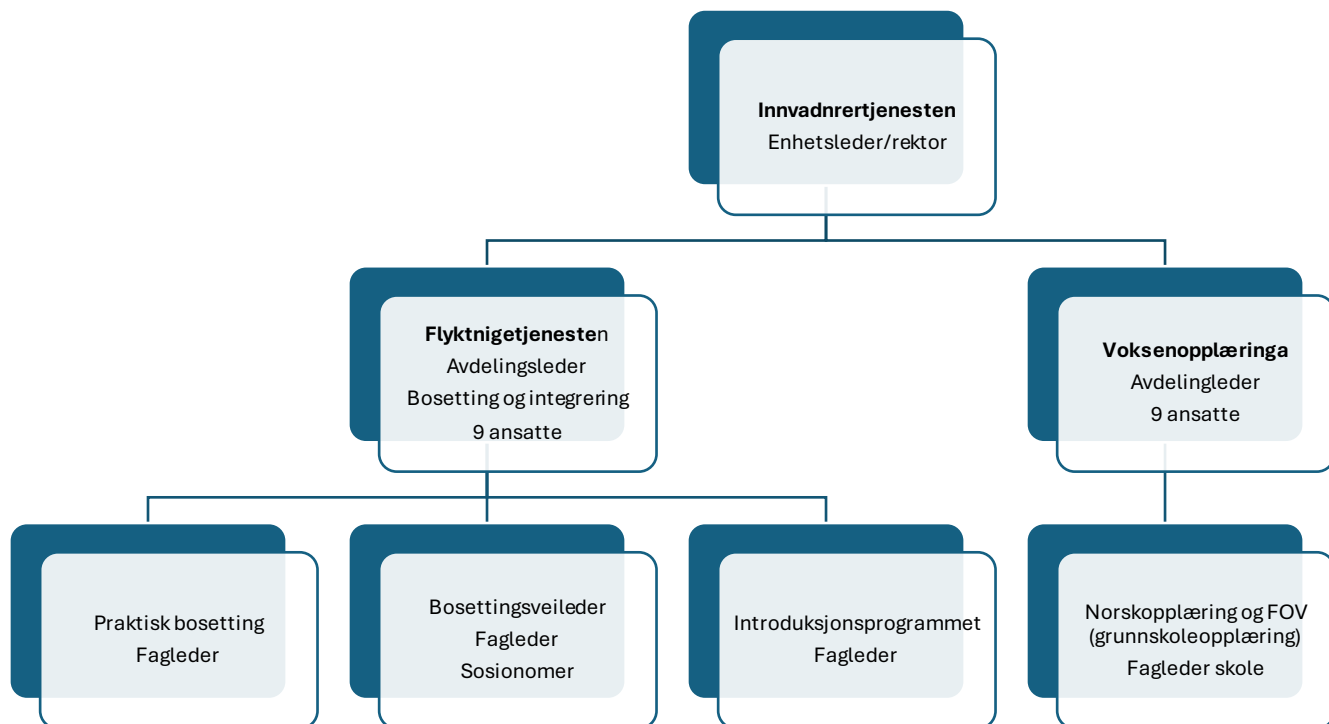 Innvadnrertjenesten
Enhetsleder/rektor
Flyktnigetjenesten
Avdelingsleder
Bosetting og integrering
9 ansatte
Voksenopplæringa
Avdelingleder
9 ansatte
Praktisk bosetting
Fagleder
Bosettingsveileder
Fagleder
Sosionomer
Introduksjonsprogrammet
Fagleder
Norskopplæring og FOV
(grunnskoleopplæring)
Fagleder skole